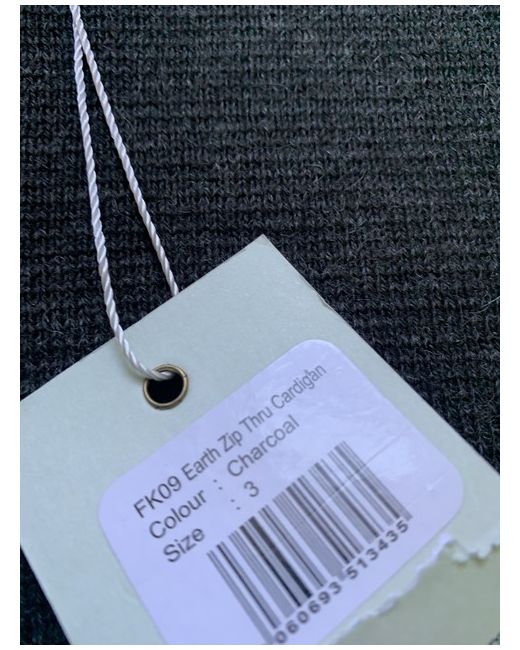 FK09 Earth Zip Thru Cardigan
Colour : Charcoal
Size : 3
060693 513435